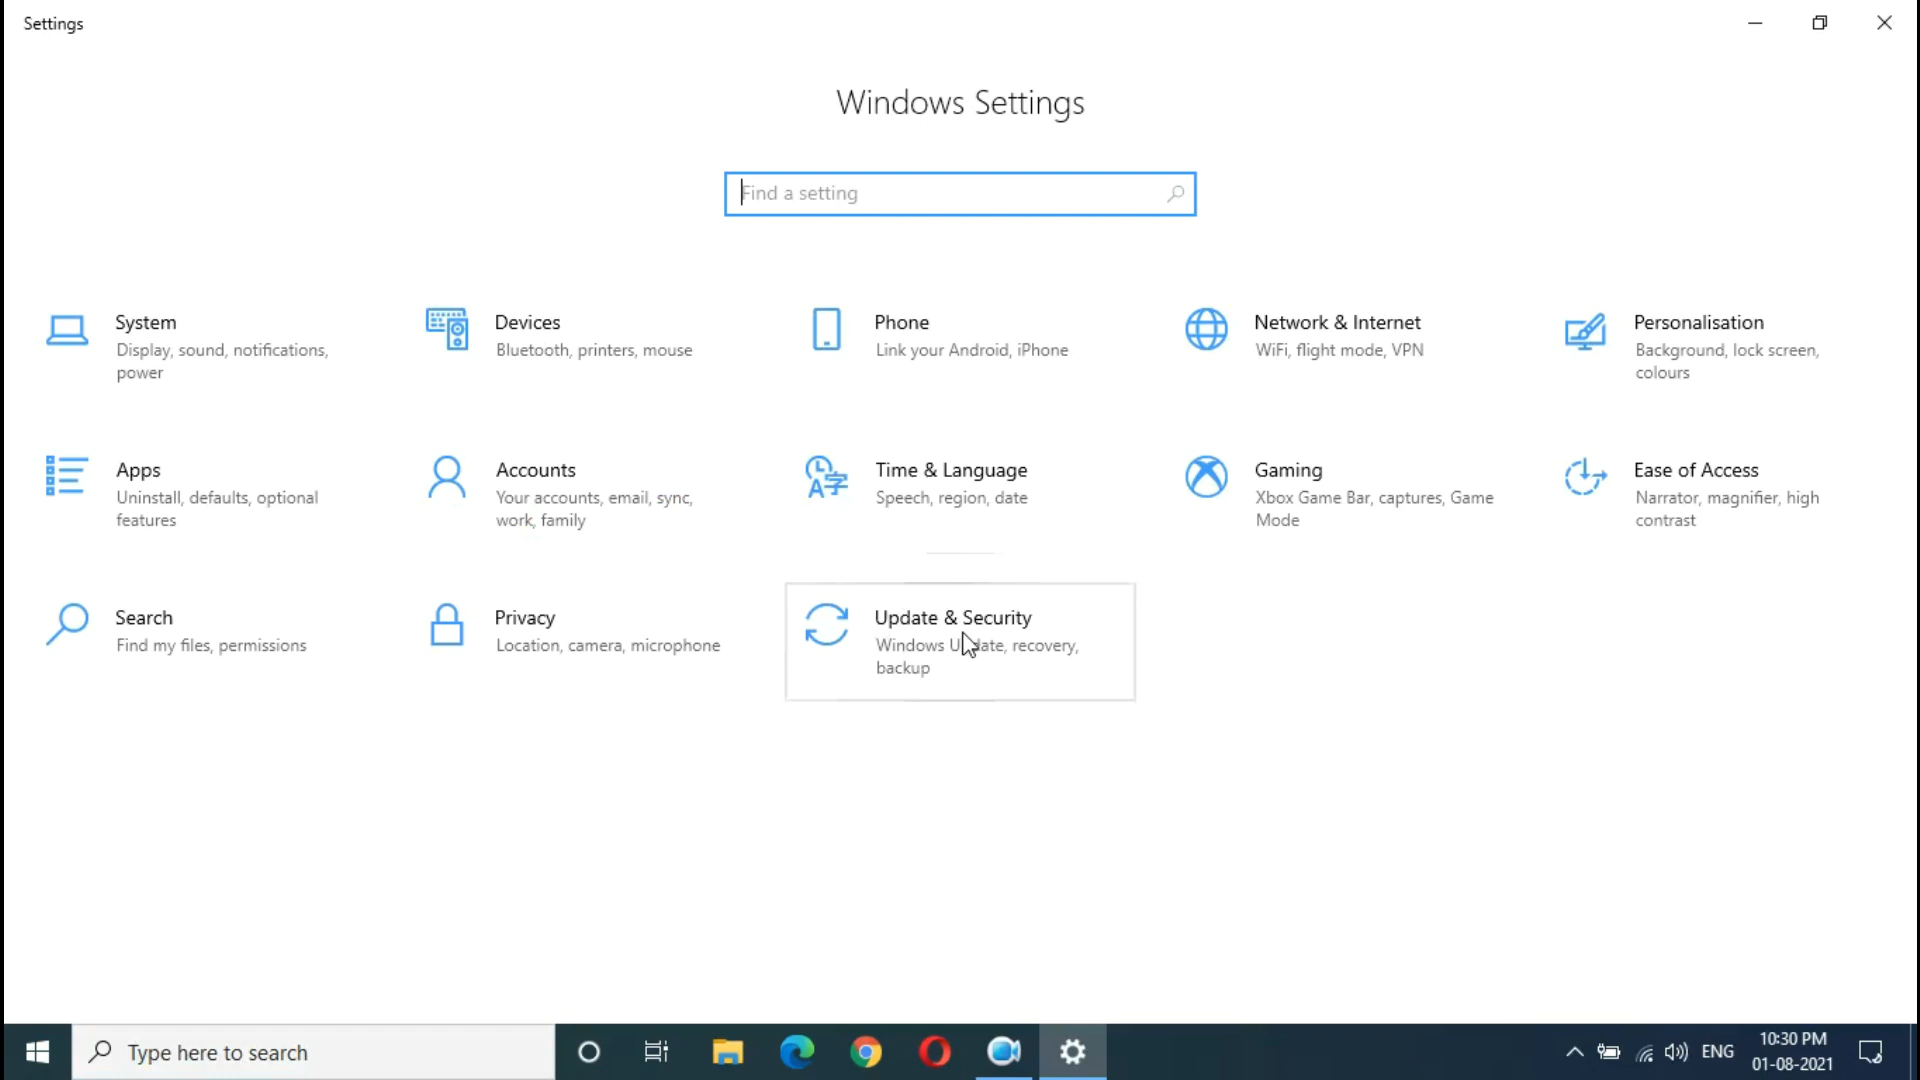 Settings
Windows Settings
Find a setting
System
Display, sound, notifications,
power
Devices
Bluetooth, printers, mouse
Phone
Link your Android, iPhone
Network & Internet
WiFi, flight mode, VPN
Personalisation
Background, lock screen,
colours
Apps
Uninstall, defaults, optional
features
Accounts
Your accounts, email, sync,
work, family
Time & Language
Speech, region, date
Gaming
Xbox Game Bar, captures, Game
Mode
Ease of Access
Narrator, magnifier, high
contrast
Search
Find my files, permissions
Privacy
Location, camera, microphone
Update & Security
Windows Update, recovery,
backup
Type here to search
ENG
10:30 PM
01-08-2021